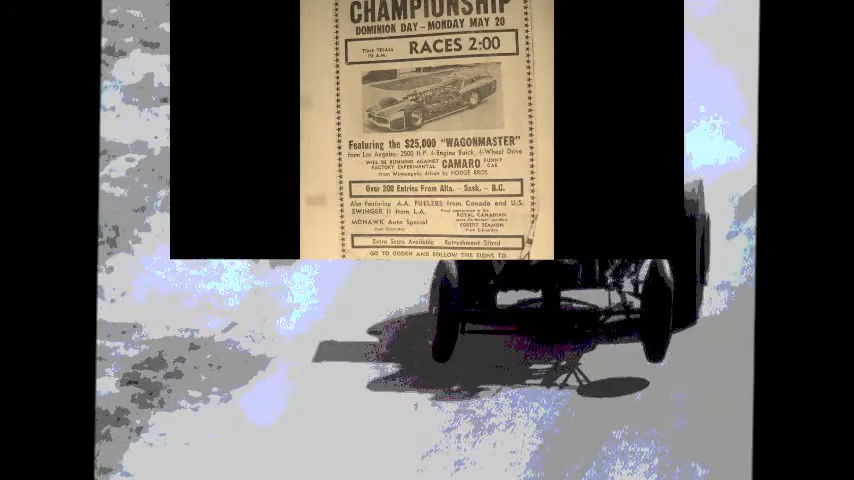 CHAMPIONSHIP
DOMINION DAY – MONDAY MAY 20
TIME TRIALS
10 A.M.
RACES 2:00
Featuring the $25,000 "WAGONMASTER"
from Los Angeles, 2500 H.P. 4-Engine Buick, 4-Wheel Drive
WILL BE RUNNING AGAINST
FACTORY EXPERIMENTAL
CAMARO
FUNNY
CAR
from Minneapolis, driven by HODGE BROS.
Over 200 Entries From Alta. – Sask. – B.C.
Also Featuring A.A. FUELERS from Canada and U.S.
SWINGER II from L.A.
ROYAL CANADIAN
MOHAWK Auto Special
EGBERT SEAMON
from Edmonton
Extra Seats Available Refreshment Stand
GO TO OGDEN AND FOLLOW THE SIGNS TO